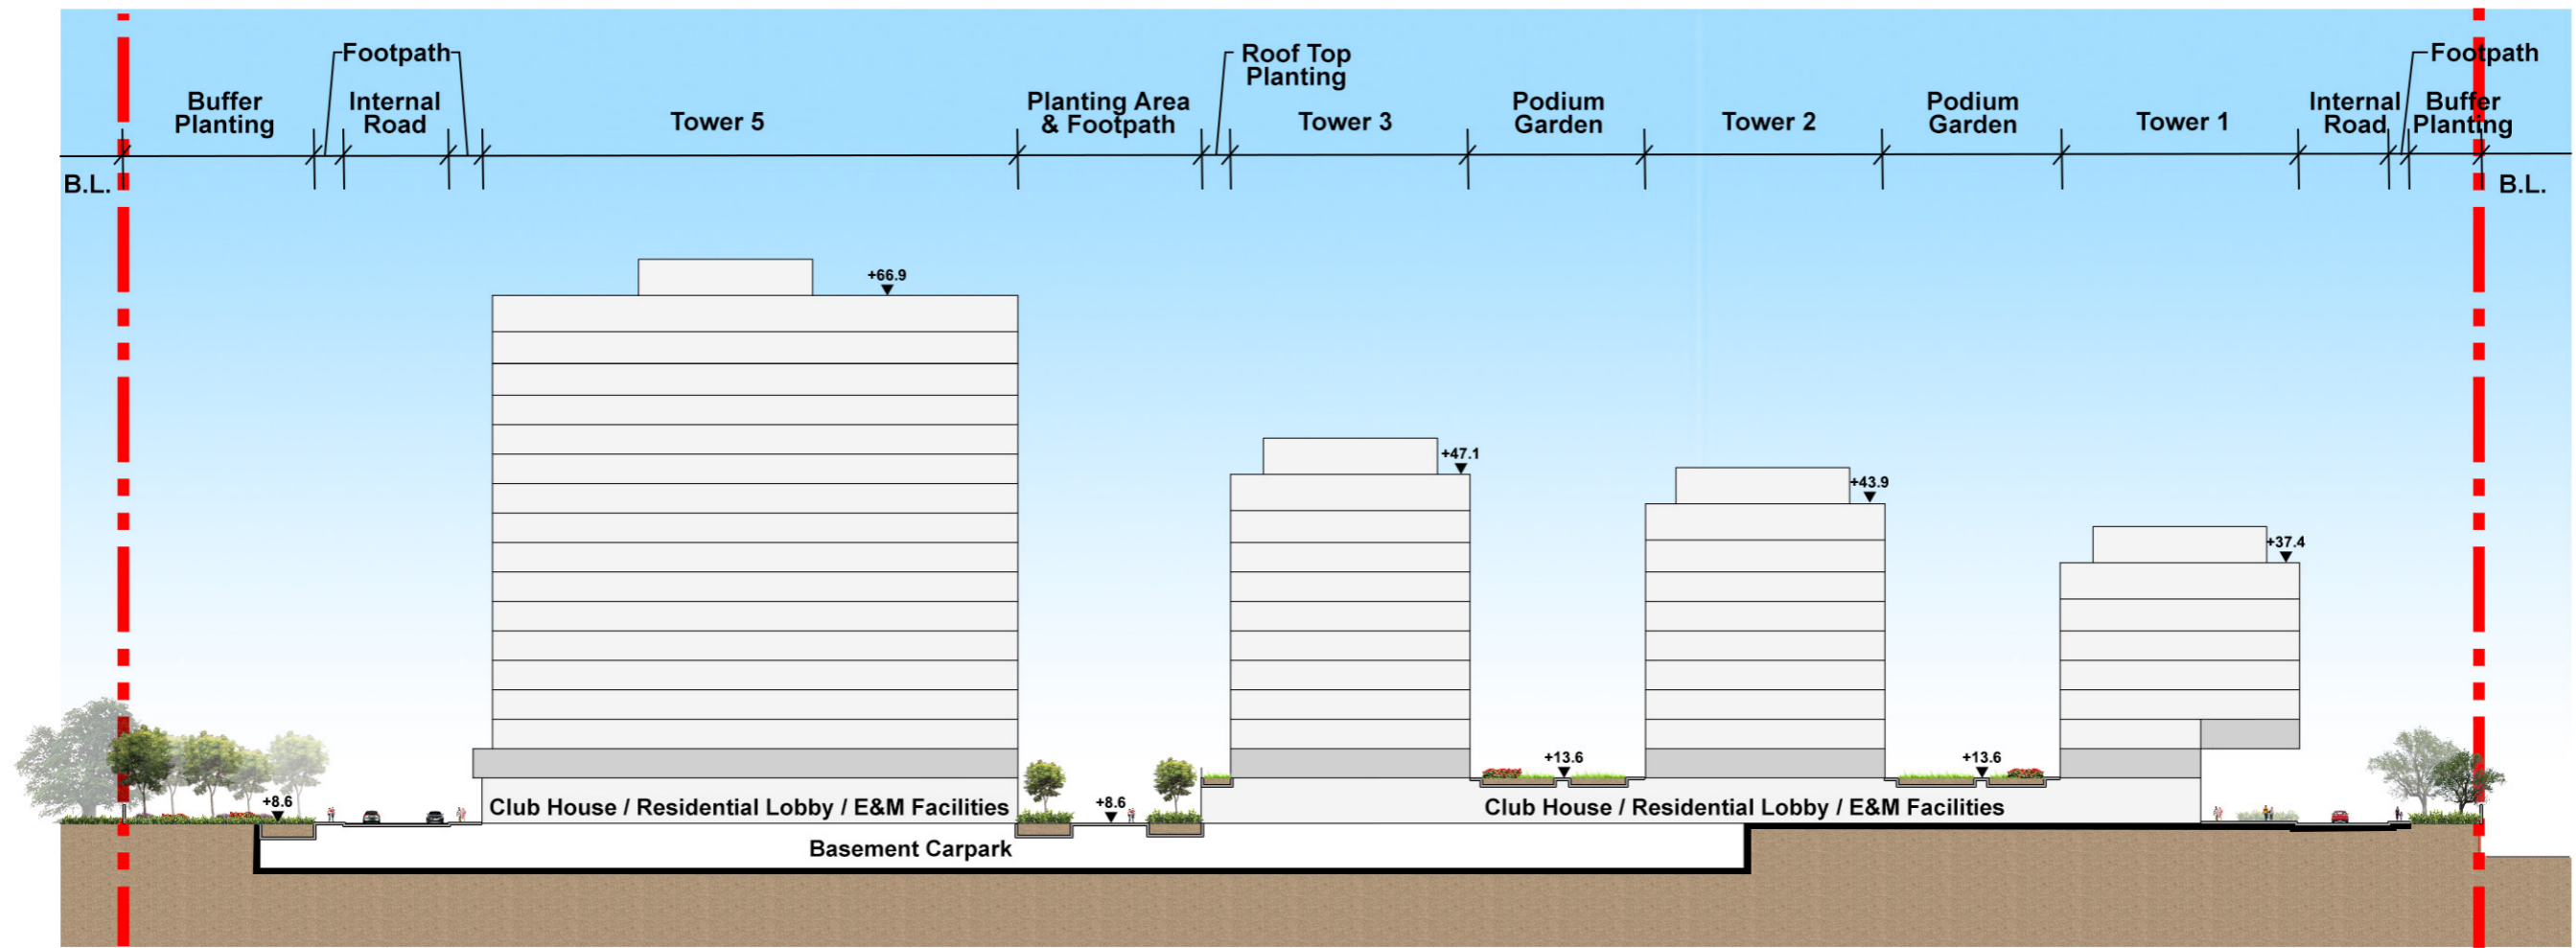 Footpath
Roof Top
Planting
Footpath
Buffer
Planting
Internal
Road
Tower 5
Planting Area
& Footpath
Tower 3
Podium
Garden
Tower 2
Podium
Garden
Tower 1
Internal
Road
Buffer
Planting
B.L.
B.L.
+66.9
+47.1
+43.9
+37.4
+13.6
+13.6
+8.6
+8.6
Club House / Residential Lobby / E&M Facilities
Club House / Residential Lobby / E&M Facilities
Basement Carpark